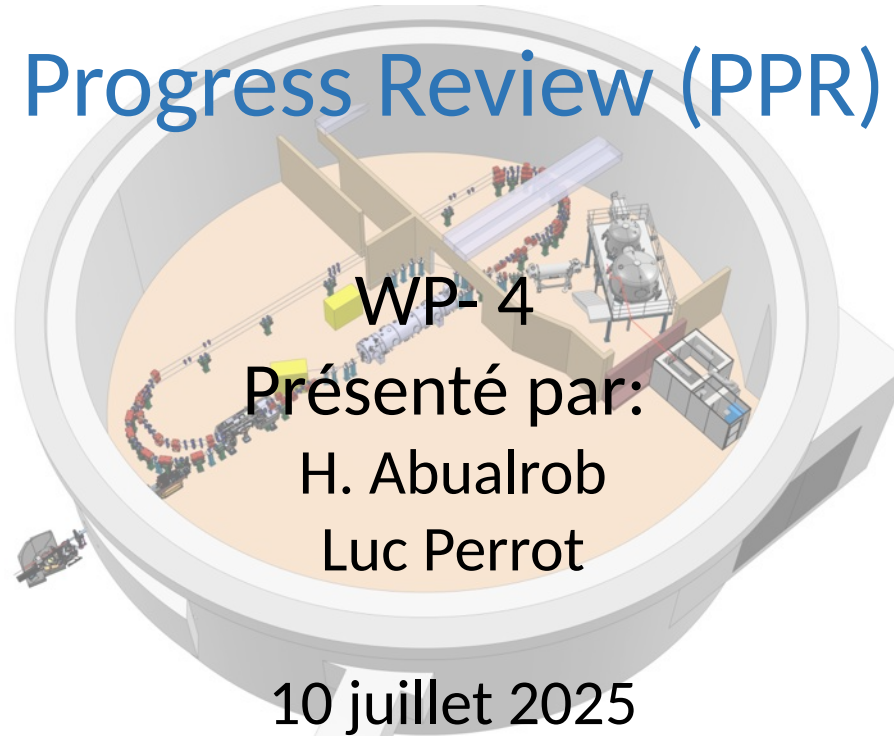 Progress Review (PPR)
WP- 4
Présenté par:
H. Abualrob
Luc Perrot
10 juillet 2025